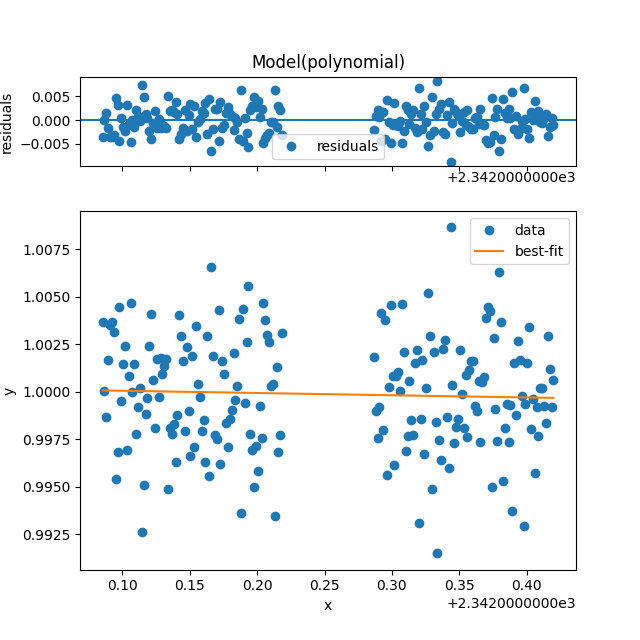 Model(polynomial)
residuals
0.005
0.000
−0.005
residuals
+2.3420000000e3
y
1.0075
1.0050
1.0025
1.0000
0.9975
0.9950
0.9925
data
best-fit
0.10 0.15 0.20 0.25 0.30 0.35 0.40
x
+2.3420000000e3